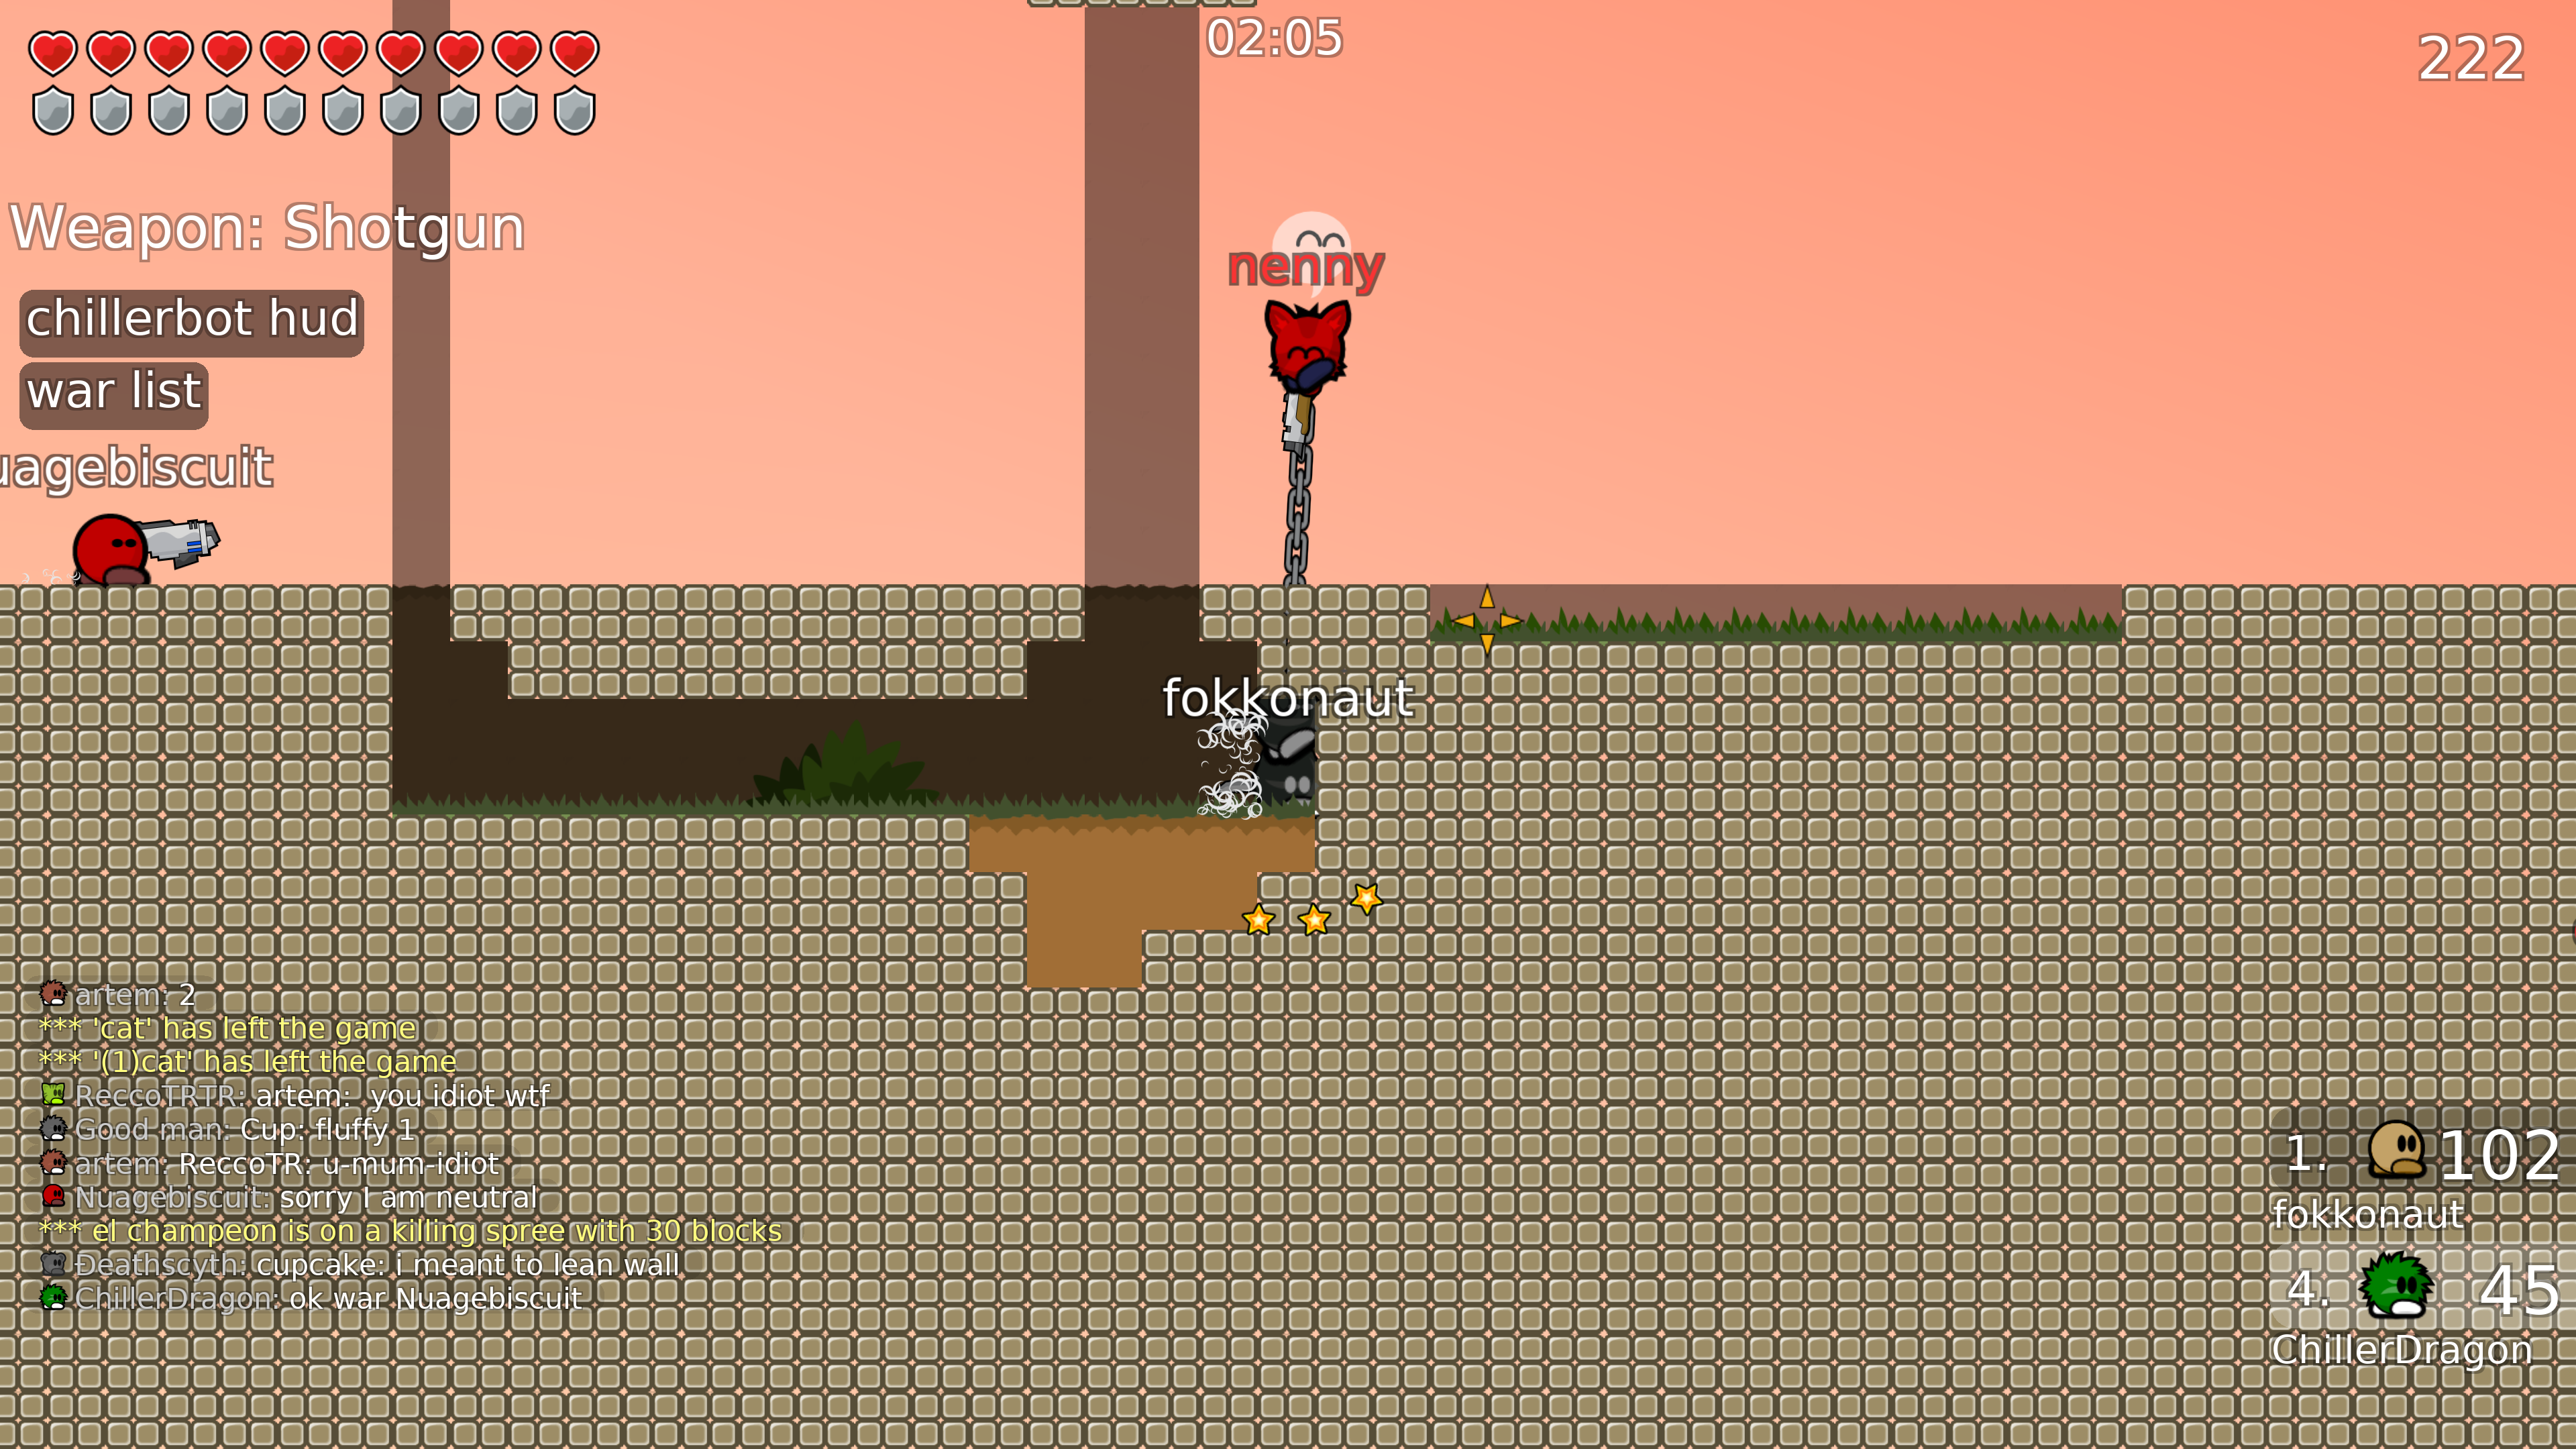 02:05
222
Weapon: Shotgun
nenny
chillerbot hud
war list
uagebiscuit
fokkonaut
artem: 2
*** 'cat' has left the game
*** '(1)cat' has left the game
ReccoTRTR: artem: you idiot wtf
Good man: Cup: fluffy 1
artem: ReccoTR: u-mum-idiot
Nuagebiscuit: sorry I am neutral
*** el champeon is on a killing spree with 30 blocks
Deathscyth: cupcake: i meant to lean wall
ChillerDragon: ok war Nuagebiscuit
1. 102
fokkonaut
4. 45
ChillerDragon